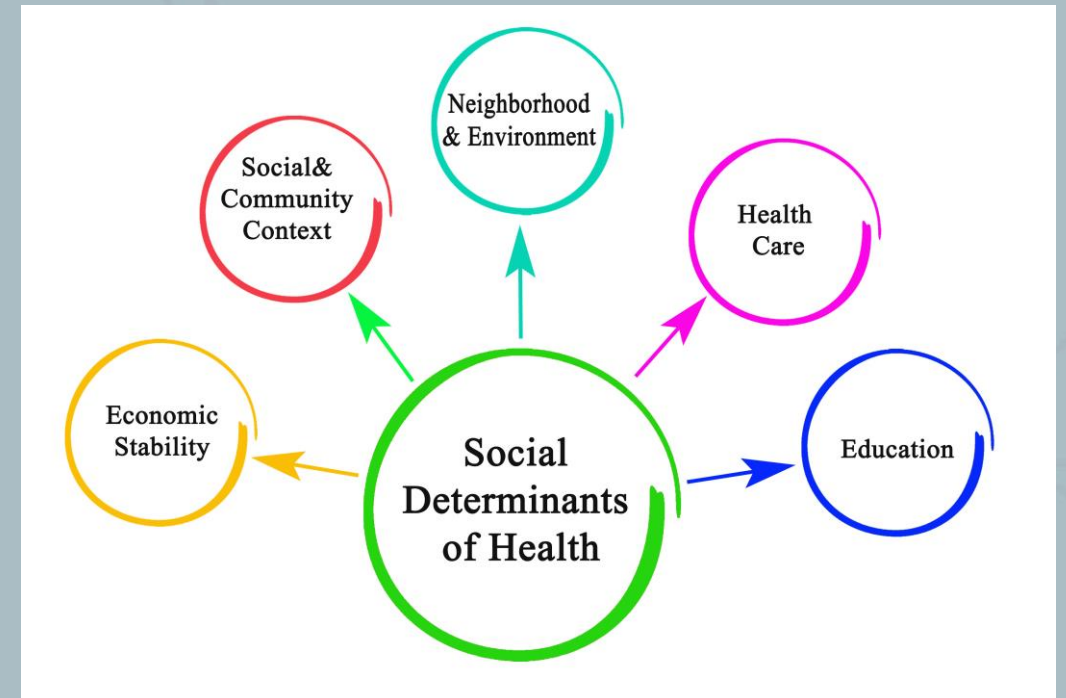 Neighborhood
& Environment
Social&
Community
Context
Health
Care
Economic
Stability
Social
Determinants
of Health
Education